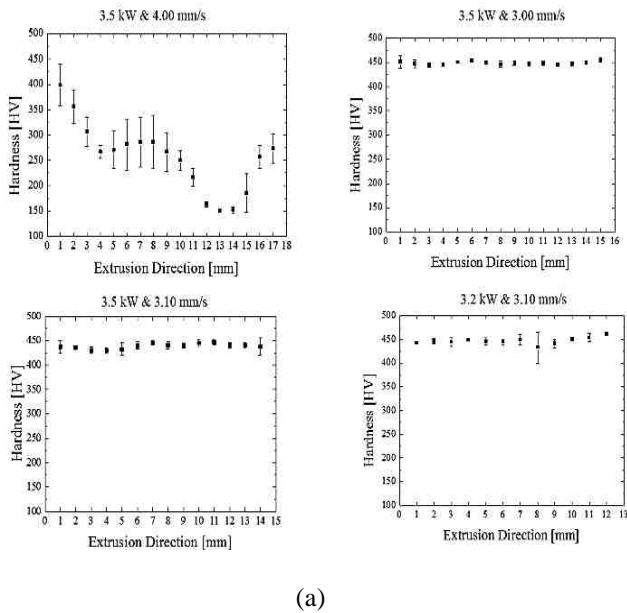 3.5 kW & 4.00 mm/s
500
450
400
350
300
250
200
150
100
Hardness [HV]
0 1 2 3 4 5 6 7 8 9 10 11 12 13 14 15 16 17 18
Extrusion Direction [mm]
3.5 kW & 3.00 mm/s
500
450
400
350
300
250
200
150
100
Hardness [HV]
0 1 2 3 4 5 6 7 8 9 10 11 12 13 14 15 16
Extrusion Direction [mm]
3.5 kW & 3.10 mm/s
500
450
400
350
300
250
200
150
100
Hardness [HV]
0 1 2 3 4 5 6 7 8 9 10 11 12 13 14 15
Extrusion Direction [mm]
3.2 kW & 3.10 mm/s
500
450
400
350
300
250
200
150
100
Hardness [HV]
0 1 2 3 4 5 6 7 8 9 10 11 12 13
Extrusion Direction [mm]
(a)